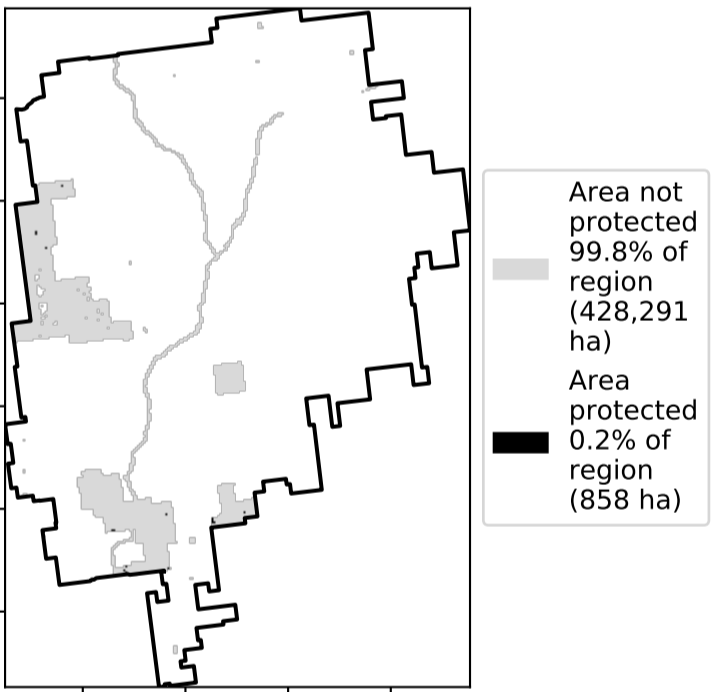 Area not
protected
99.8% of
region
(428,291
ha)
Area
protected
0.2% of
region
(858 ha)